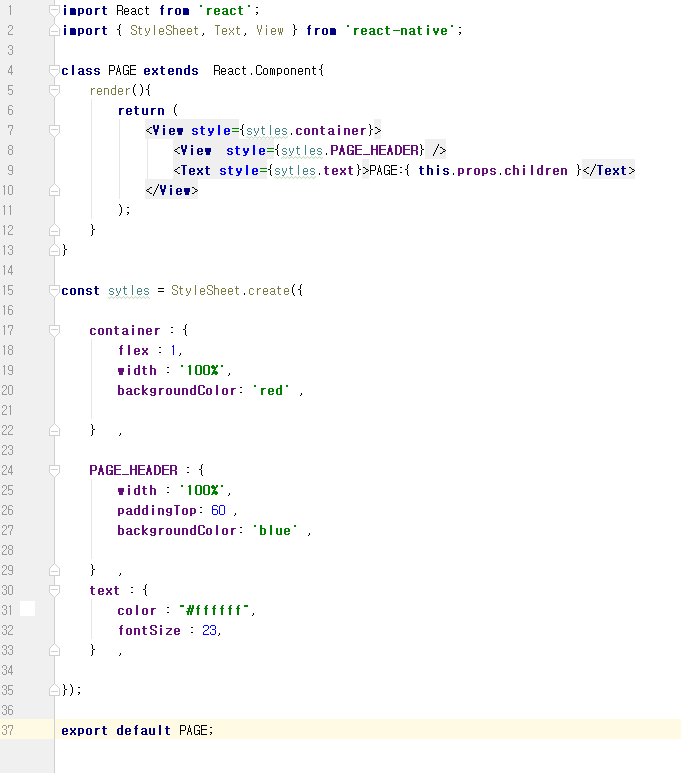 1 import React from 'react';
2 import { StyleSheet, Text, View } from 'react-native';
3
4 class PAGE extends  React.Component{
5     render(){
6         return (
7             <View style={sytles.container}>
8                 <View  style={sytles.PAGE_HEADER} />
9                 <Text style={sytles.text}>PAGE:{ this.props.children }</Text>
10             </View>
11         );
12     }
13 }
14
15 const sytles = StyleSheet.create({
16
17     container : {
18         flex : 1,
19         width : '100%',
20         backgroundColor: 'red' ,
21
22     }   ,
23
24     PAGE_HEADER : {
25         width : '100%',
26         paddingTop: 60 ,
27         backgroundColor: 'blue' ,
28
29     }   ,
30     text : {
31         color : "#ffffff",
32         fontSize : 23,
33     }   ,
34
35 });
36
37 export default PAGE;